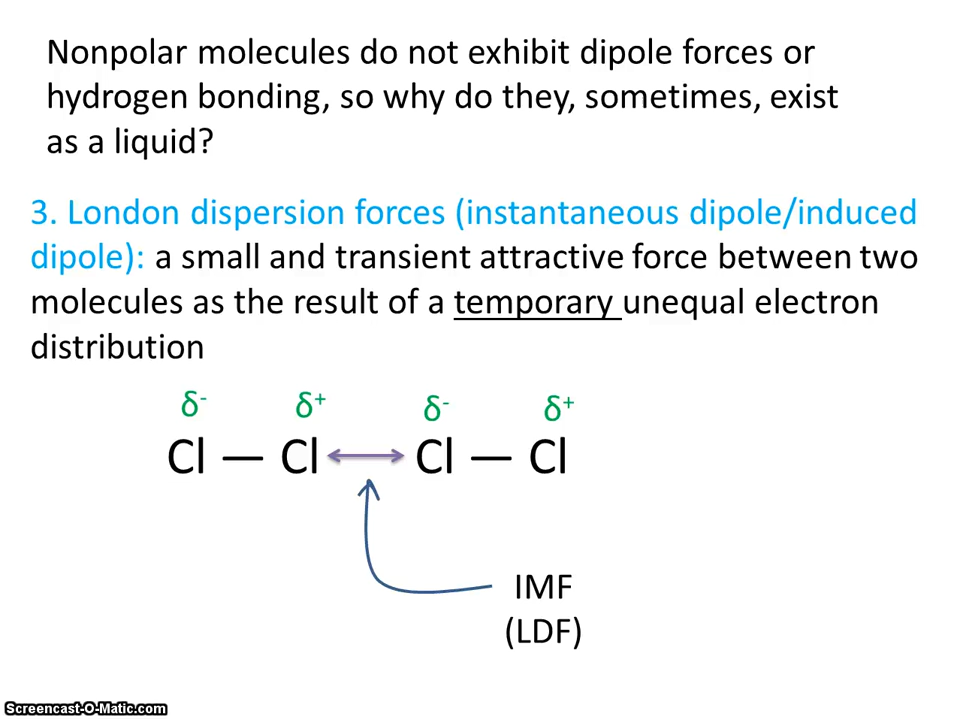 Nonpolar molecules do not exhibit dipole forces or
hydrogen bonding, so why do they, sometimes, exist
as a liquid?
3. London dispersion forces (instantaneous dipole/induced
dipole): a small and transient attractive force between two
molecules as the result of a temporary unequal electron
distribution
δ⁻ δ⁺ δ⁻ δ⁺
Cl — Cl Cl — Cl
IMF
(LDF)
Screencast-O-Matic.com